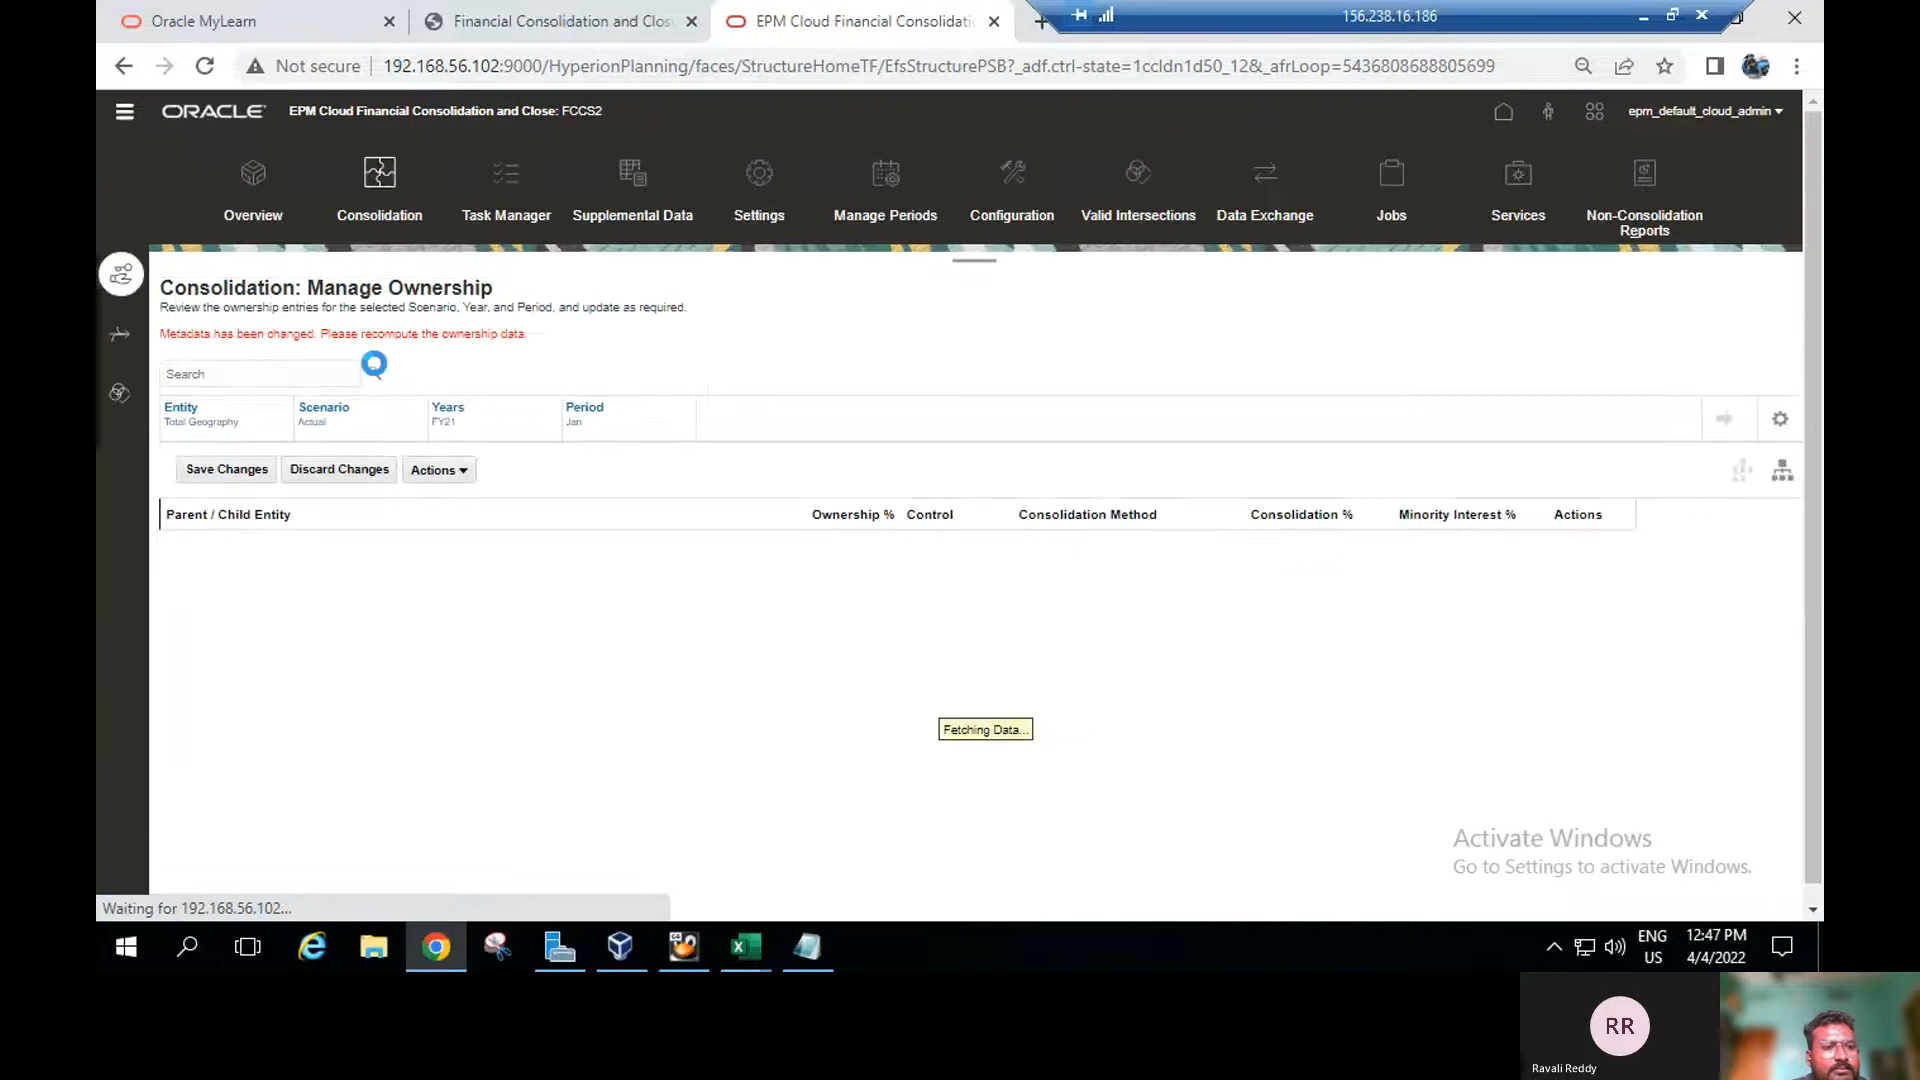 Oracle MyLearn
Financial Consolidation and Close
EPM Cloud Financial Consolidatio
156.238.16.186
Not secure
192.168.56.102:9000/HyperionPlanning/faces/StructureHomeTF/EfsStructurePSB?_adf.ctrl-state=1ccldn1d50_12&_afrLoop=5436808688805699
ORACLE
EPM Cloud Financial Consolidation and Close: FCCS2
epm_default_cloud_admin
Overview
Consolidation
Task Manager
Supplemental Data
Settings
Manage Periods
Configuration
Valid Intersections
Data Exchange
Jobs
Services
Non-Consolidation
Reports
Consolidation: Manage Ownership
Review the ownership entries for the selected Scenario, Year, and Period, and update as required.
Metadata has been changed. Please recompute the ownership data.
Search
Entity
Total Geography
Scenario
Actual
Years
FY21
Period
Jan
Save Changes
Discard Changes
Actions
Parent / Child Entity
Ownership %
Control
Consolidation Method
Consolidation %
Minority Interest %
Actions
Fetching Data...
Activate Windows
Go to Settings to activate Windows.
Waiting for 192.168.56.102...
ENG
US
12:47 PM
4/4/2022
RR
Ravali Reddy